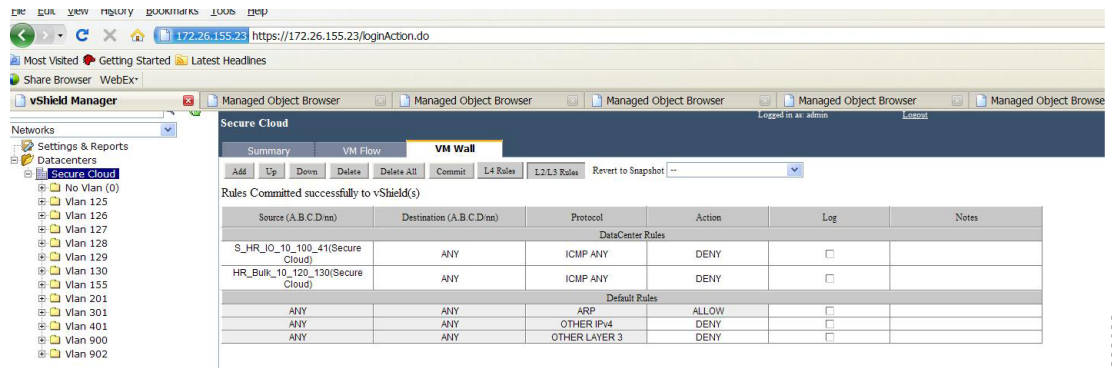 File Edit View History Bookmarks Tools Help
172.26.155.23 https://172.26.155.23/loginAction.do
Most Visited Getting Started Latest Headlines
Share Browser WebEx
vShield Manager Managed Object Browser Managed Object Browser Managed Object Browser Managed Object Browser Managed Object Browse
Logged in as: admin Logout
Secure Cloud
Networks
Summary VM Flow VM Wall
Settings & Reports
Datacenters
Secure Cloud
No Vlan (0)
Vlan 125
Vlan 126
Vlan 127
Vlan 128
Vlan 129
Vlan 130
Vlan 155
Vlan 201
Vlan 301
Vlan 401
Vlan 900
Vlan 902
Add Up Down Delete Delete All Commit L4 Rules L2/L3 Rules Revert to Snapshot --
Rules Committed successfully to vShield(s)
Source (A.B.C.D/nn) Destination (A.B.C.D/nn) Protocol Action Log Notes
DataCenter Rules
S_HR_IO_10_100_41(Secure
Cloud) ANY ICMP ANY DENY
HR_Bulk_10_120_130(Secure
Cloud) ANY ICMP ANY DENY
Default Rules
ANY ANY ARP ALLOW
ANY ANY OTHER IPv4 DENY
ANY ANY OTHER LAYER 3 DENY